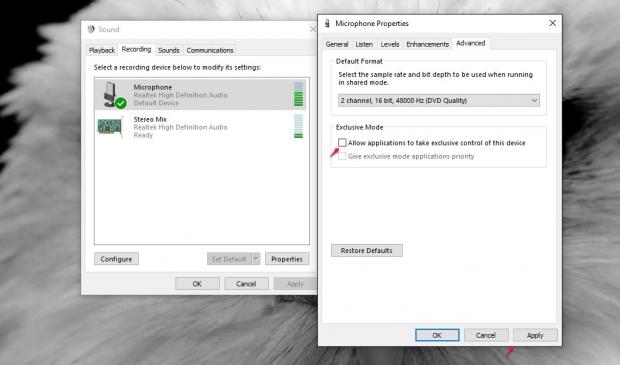 Sound
Playback Recording Sounds Communications
Select a recording device below to modify its settings:
Microphone
Realtek High Definition Audio
Default Device
Stereo Mix
Realtek High Definition Audio
Ready
Configure Set Default Properties
OK Cancel Apply
Microphone Properties
General Listen Levels Enhancements Advanced
Default Format
Select the sample rate and bit depth to be used when running
in shared mode.
2 channel, 16 bit, 48000 Hz (DVD Quality)
Exclusive Mode
Allow applications to take exclusive control of this device
Give exclusive mode applications priority
Restore Defaults
OK Cancel Apply